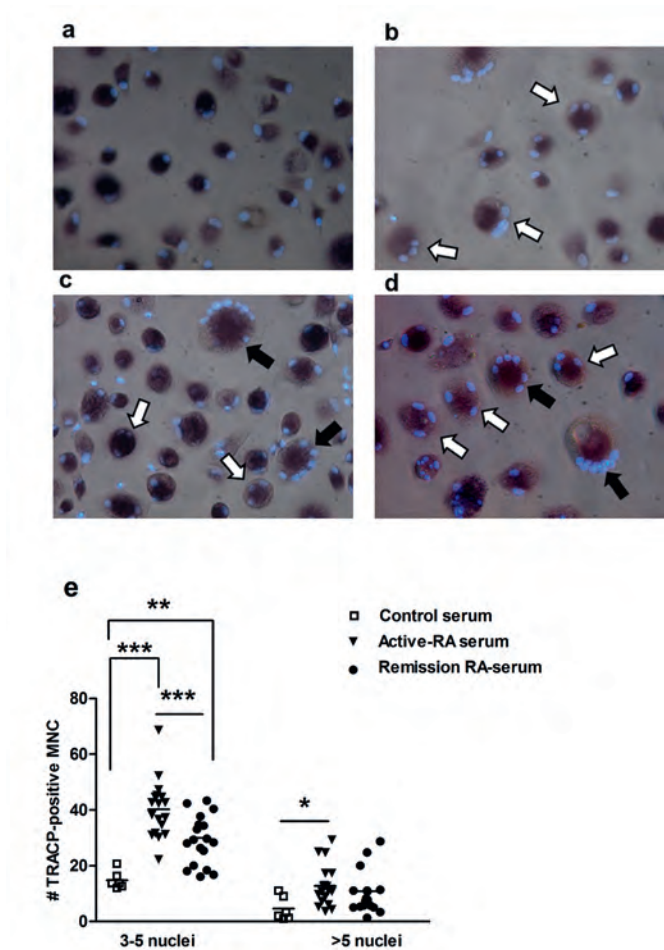 a
b
c
d
e
Control serum
Active-RA serum
Remission RA-serum
**
***
***
*
# TRACP-positive MNC
80
60
40
20
0
3-5 nuclei
>5 nuclei